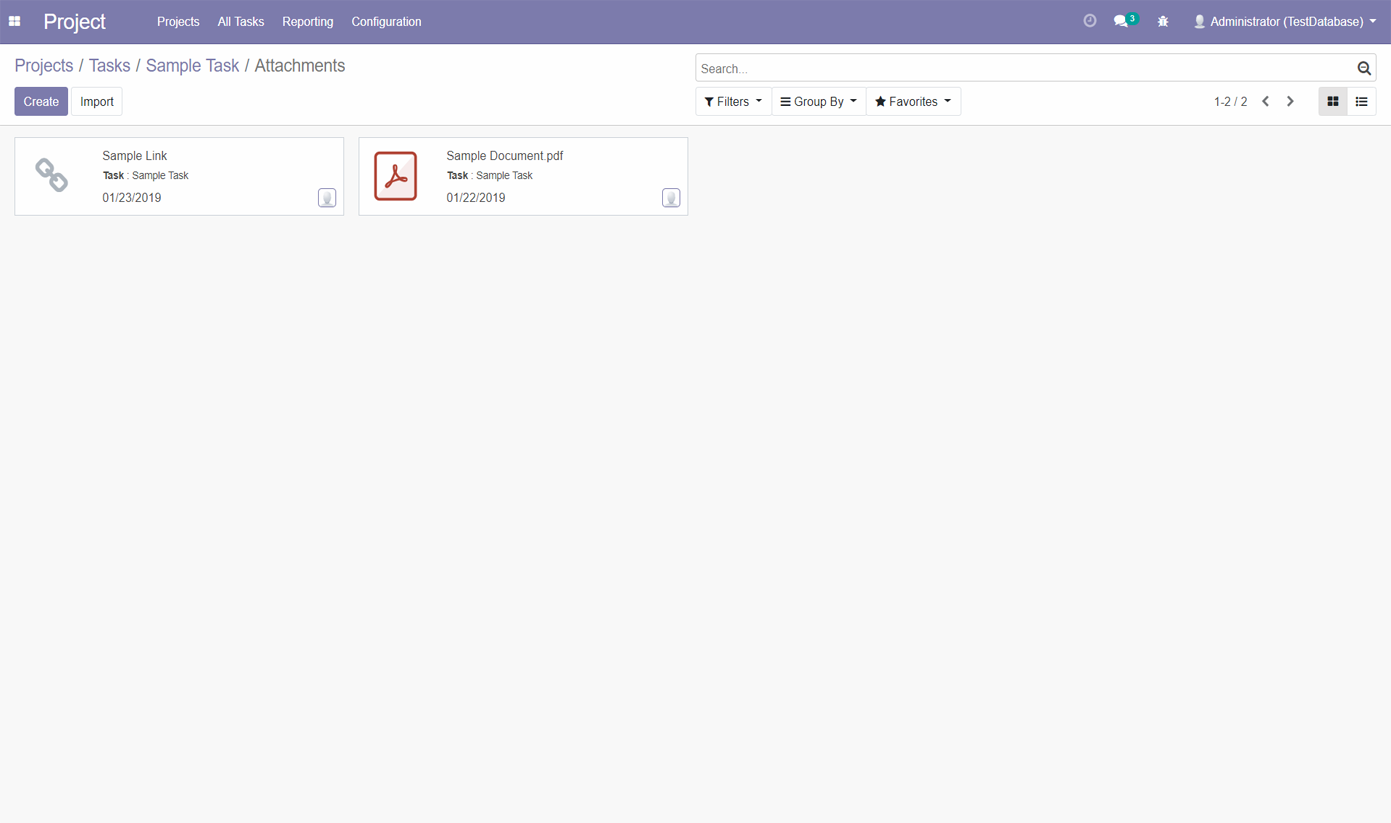 Project Projects All Tasks Reporting Configuration 3 Administrator (TestDatabase)
Projects / Tasks / Sample Task / Attachments
Search...
Create Import Filters Group By Favorites 1-2 / 2
Sample Link
Task : Sample Task
01/23/2019
Sample Document.pdf
Task : Sample Task
01/22/2019